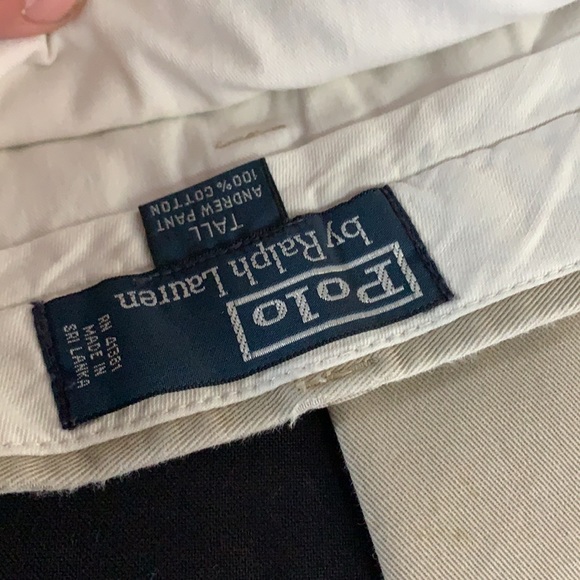 Polo
by Ralph Lauren
RN 41381
MADE IN
SRI LANKA
TALL
ANDREW PANT
100% COTTON